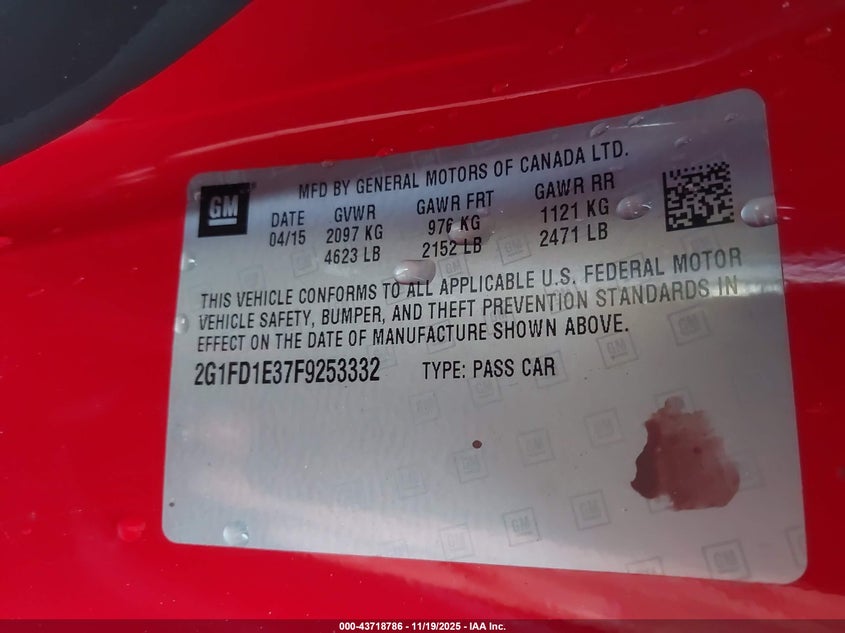 GM
MFD BY GENERAL MOTORS OF CANADA LTD.
DATE GVWR GAWR FRT GAWR RR
04/15 2097 KG 976 KG 1121 KG
4623 LB 2152 LB 2471 LB
THIS VEHICLE CONFORMS TO ALL APPLICABLE U.S. FEDERAL MOTOR
VEHICLE SAFETY, BUMPER, AND THEFT PREVENTION STANDARDS IN
EFFECT ON THE DATE OF MANUFACTURE SHOWN ABOVE.
2G1FD1E37F9253332 TYPE: PASS CAR
000-43718786 - 11/19/2025 - IAA Inc.